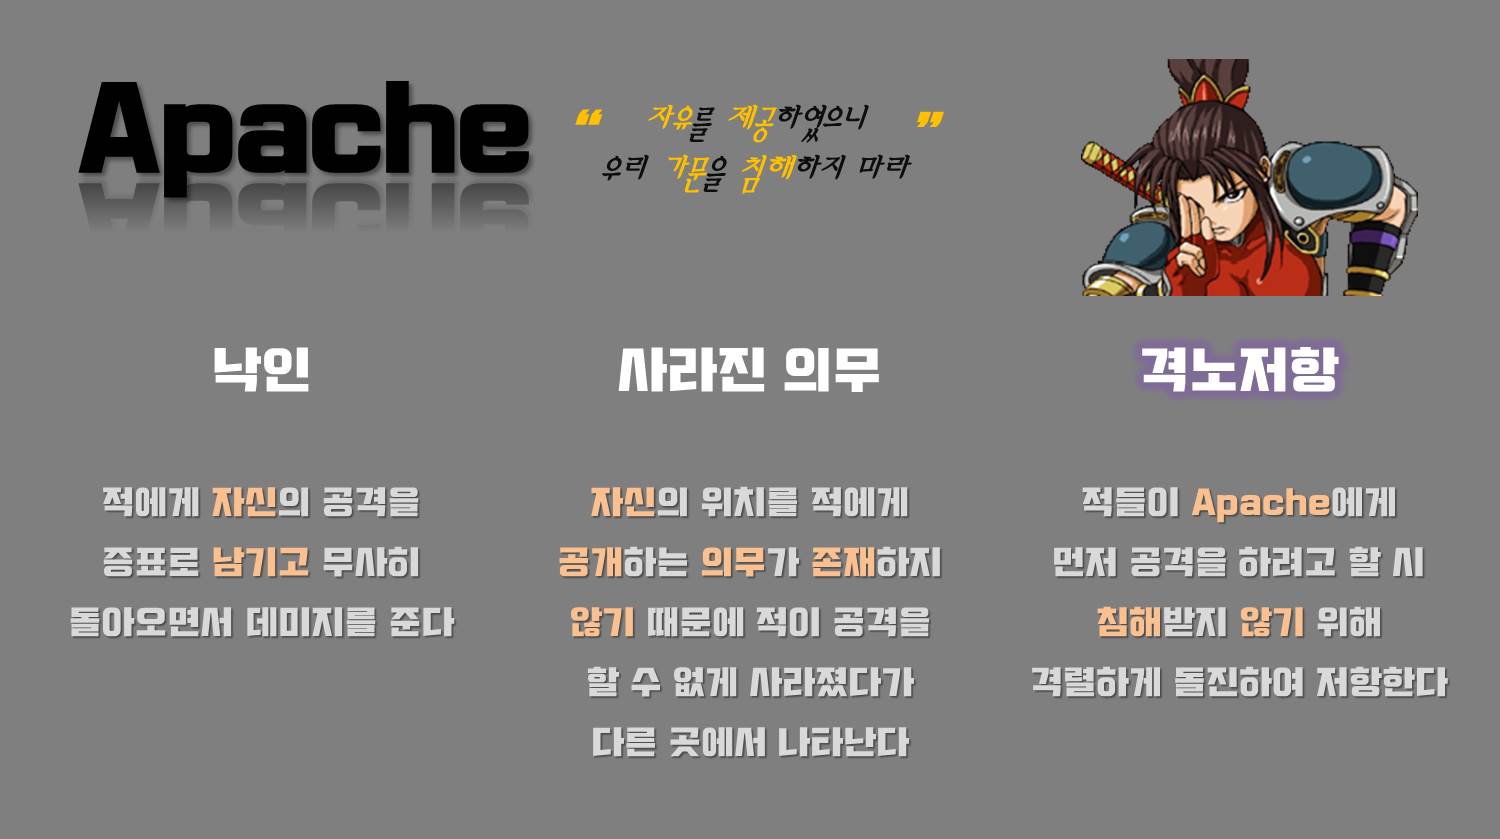 Apache
“ 자유를 제공하였으니 ”
우리 가문을 침해하지 마라
낙인
적에게 자신의 공격을
증표로 남기고 무사히
돌아오면서 데미지를 준다
사라진 의무
자신의 위치를 적에게
공개하는 의무가 존재하지
않기 때문에 적이 공격을
할 수 없게 사라졌다가
다른 곳에서 나타난다
격노저항
적들이 Apache에게
먼저 공격을 하려고 할 시
침해받지 않기 위해
격렬하게 돌진하여 저항한다